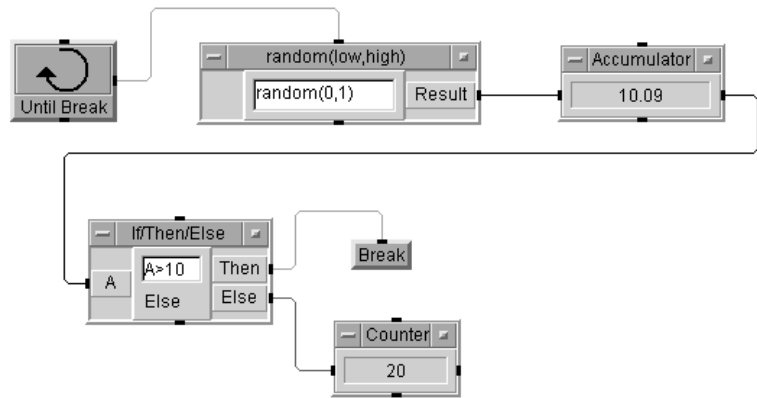 Until Break
random(low,high)
random(0,1)
Result
Accumulator
10.09
If/Then/Else
A
A>10
Then
Else
Else
Break
Counter
20